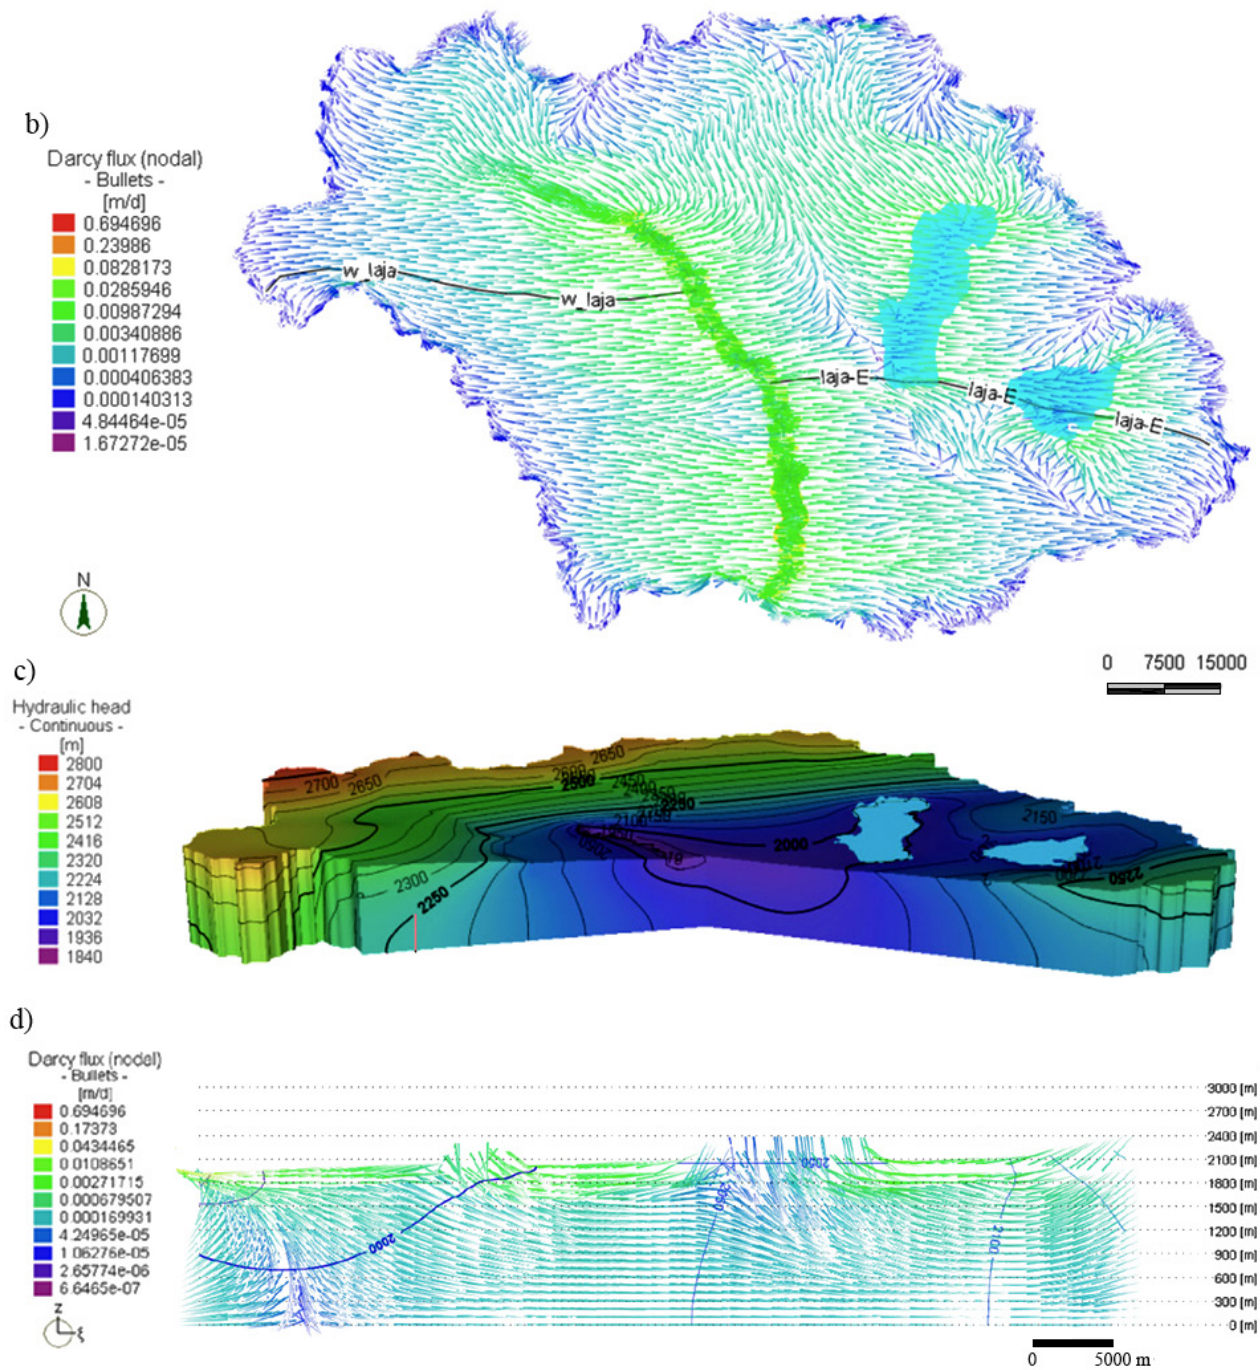 b)
Darcy flux (nodal)
- Bullets -
[m/d]
0.694696
0.23986
0.0828173
0.0285946
0.00987294
0.00340886
0.00117699
0.000406383
0.000140313
4.84464e-05
1.67272e-05
w_laja
w_laja
laja-E
laja-E
laja-E
N
0 7500 15000
c)
Hydraulic head
- Continuous -
[m]
2800
2704
2608
2512
2416
2320
2224
2128
2032
1936
1840
2700
2650
2600
2650
2500
2450
2400
2250
2100
2050
2000
2150
2100
2250
2300
2250
d)
Darcy flux (nodal)
- Bullets -
[m/d]
0.694696
0.17373
0.0434465
0.0108651
0.00271715
0.000679507
0.000169931
4.24965e-05
1.06276e-05
2.65774e-06
6.6465e-07
z
ξ
3000 [m]
2700 [m]
2400 [m]
2100 [m]
1800 [m]
1500 [m]
1200 [m]
900 [m]
600 [m]
300 [m]
0 [m]
2000
2050
2050
2100
0 5000 m